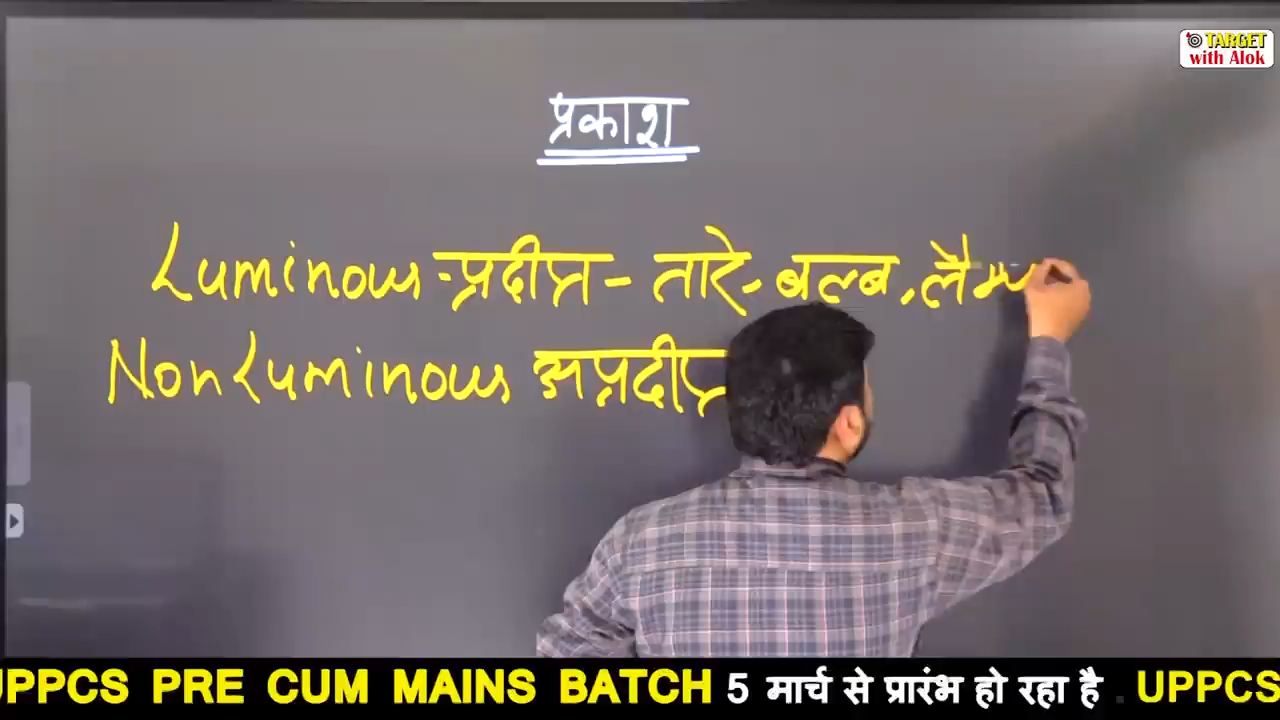 TARGET
with Alok
प्रकाश
Luminous - प्रदीप्त - तारे, बल्ब, लैम्प
Non Luminous अप्रदीप्त
UPPCS PRE CUM MAINS BATCH 5 मार्च से प्रारंभ हो रहा है . UPPCS